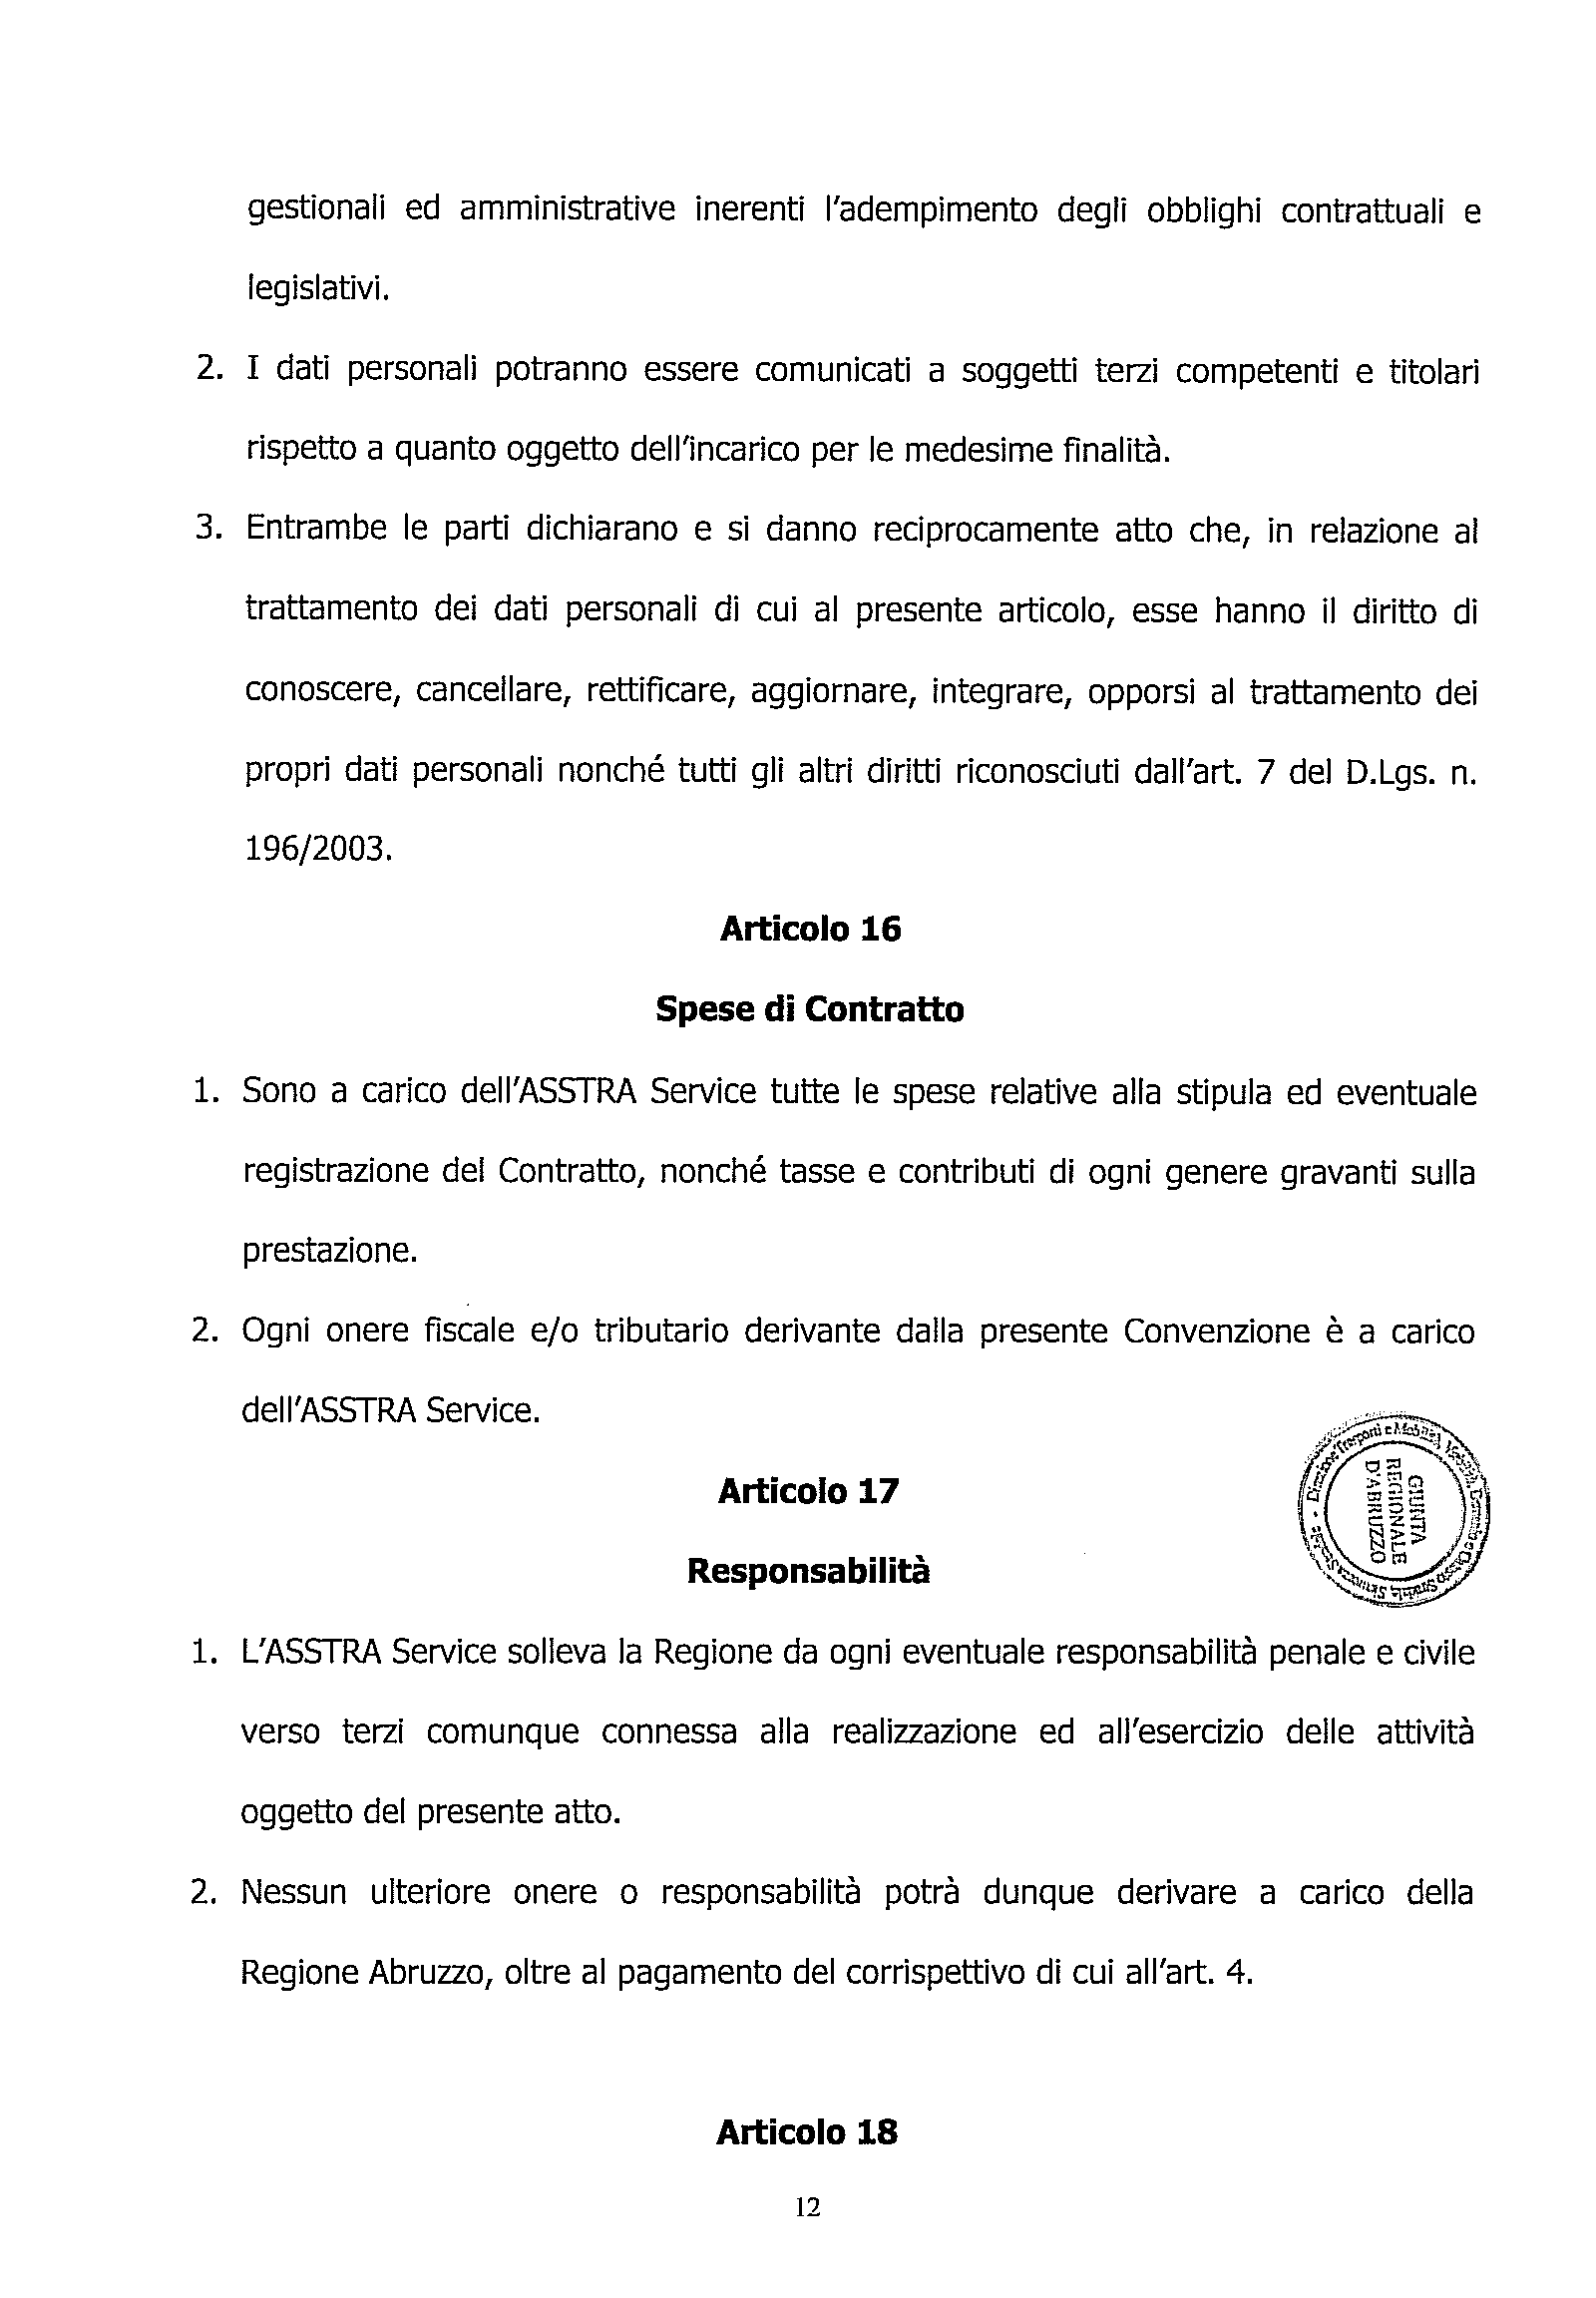 gestionali ed amministrative inerenti l'adempimento degli obblighi contrattuali e
legislativi.
2. I dati personali potranno essere comunicati a soggetti terzi competenti e titolari
rispetto a quanto oggetto dell'incarico per le medesime finalità.
3. Entrambe le parti dichiarano e si danno reciprocamente atto che, in relazione al
trattamento dei dati personali di cui al presente articolo, esse hanno il diritto di
conoscere, cancellare, rettificare, aggiornare, integrare, opporsi al trattamento dei
propri dati personali nonché tutti gli altri diritti riconosciuti dall'art. 7 del D.Lgs. n.
196/2003.
Articolo 16
Spese di Contratto
1. Sono a carico dell'ASSTRA Service tutte le spese relative alla stipula ed eventuale
registrazione del Contratto, nonché tasse e contributi di ogni genere gravanti sulla
prestazione.
2. Ogni onere fiscale e/o tributario derivante dalla presente Convenzione è a carico
dell'ASSTRA Service.
Articolo 17
Responsabilità
GIUNTA
REGIONALE
D'ABRUZZO
Trasporti e Mobilità
1. L'ASSTRA Service solleva la Regione da ogni eventuale responsabilità penale e civile
verso terzi comunque connessa alla realizzazione ed all'esercizio delle attività
oggetto del presente atto.
2. Nessun ulteriore onere o responsabilità potrà dunque derivare a carico della
Regione Abruzzo, oltre al pagamento del corrispettivo di cui all'art. 4.
Articolo 18
12